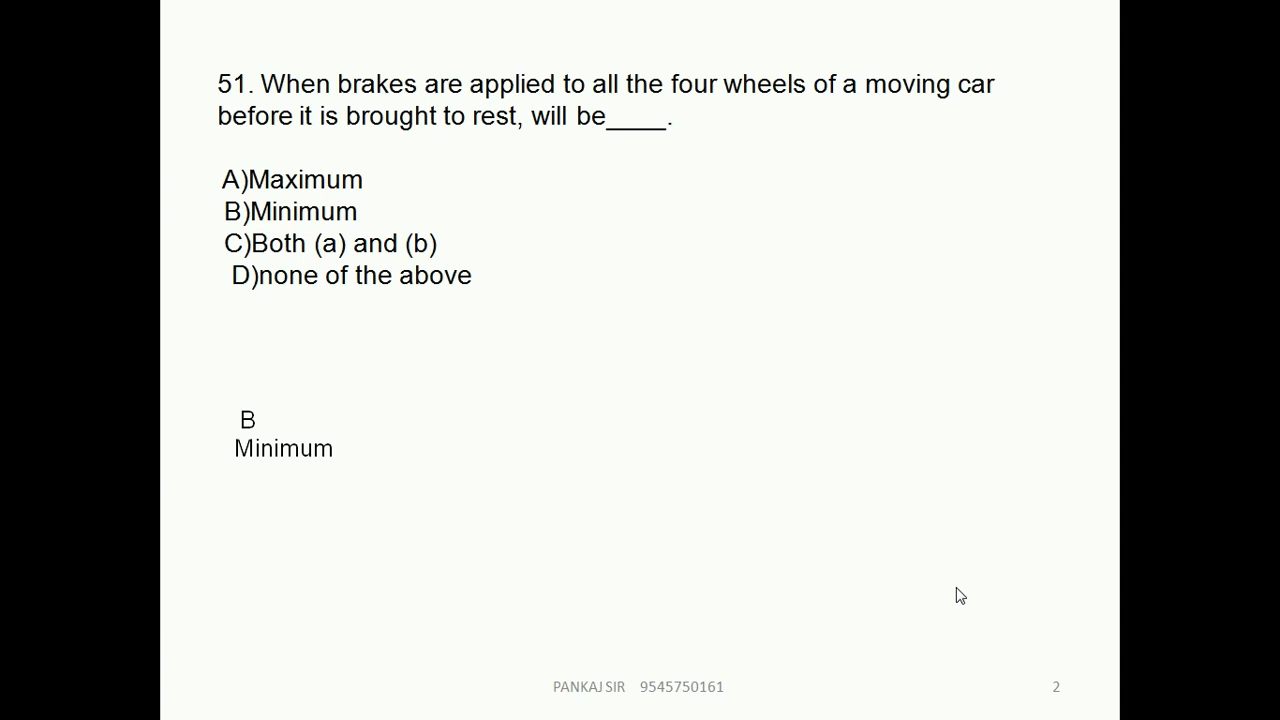 51. When brakes are applied to all the four wheels of a moving car
before it is brought to rest, will be____.
A)Maximum
B)Minimum
C)Both (a) and (b)
D)none of the above
B
Minimum
PANKAJ SIR 9545750161
2